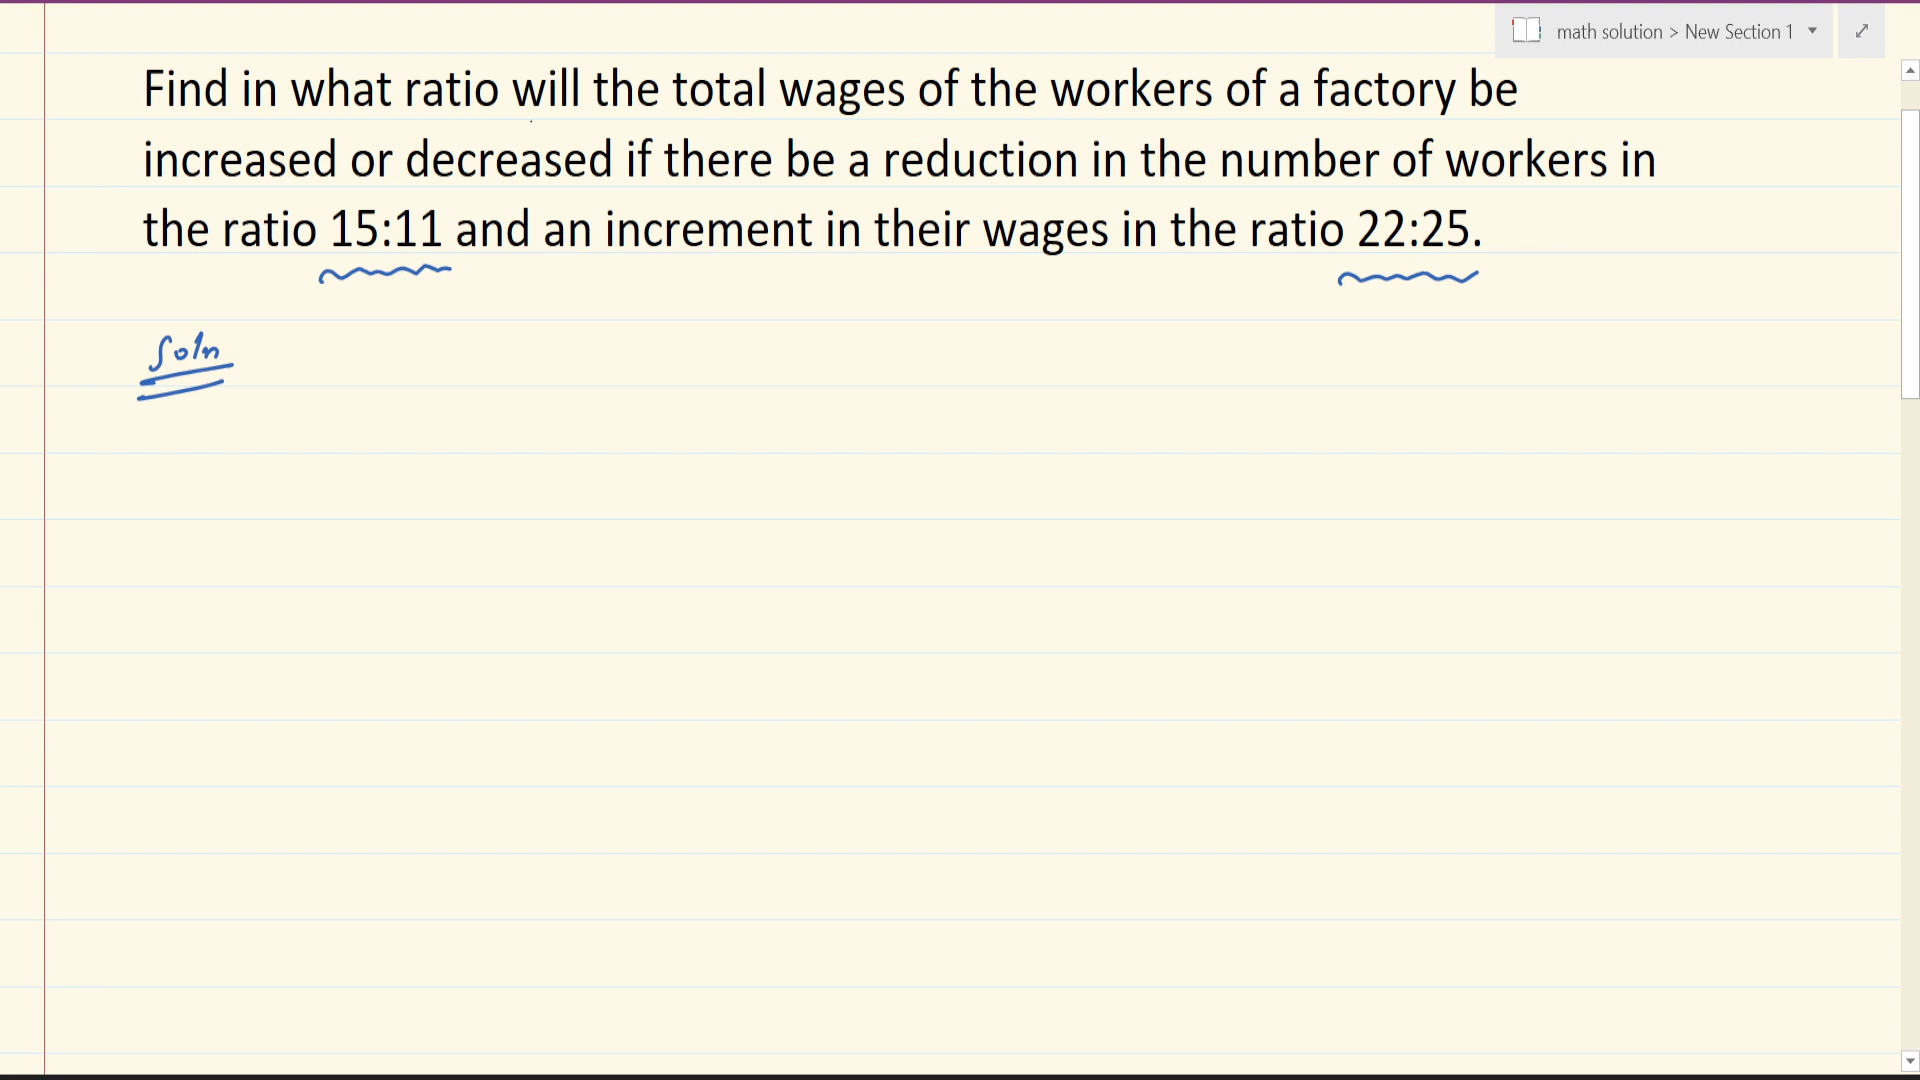 math solution > New Section 1
Find in what ratio will the total wages of the workers of a factory be
increased or decreased if there be a reduction in the number of workers in
the ratio 15:11 and an increment in their wages in the ratio 22:25.
Soln